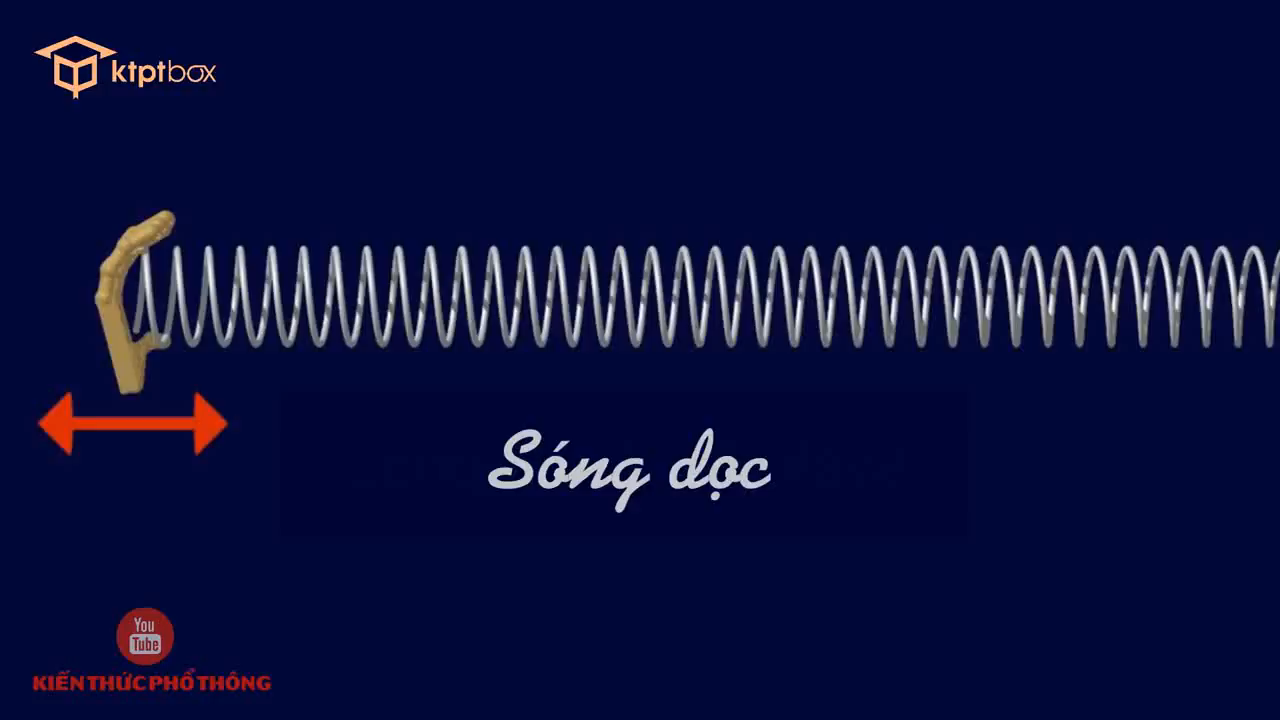 ktptbox
Sóng dọc
You
Tube
KIẾN THỨC PHỔ THÔNG